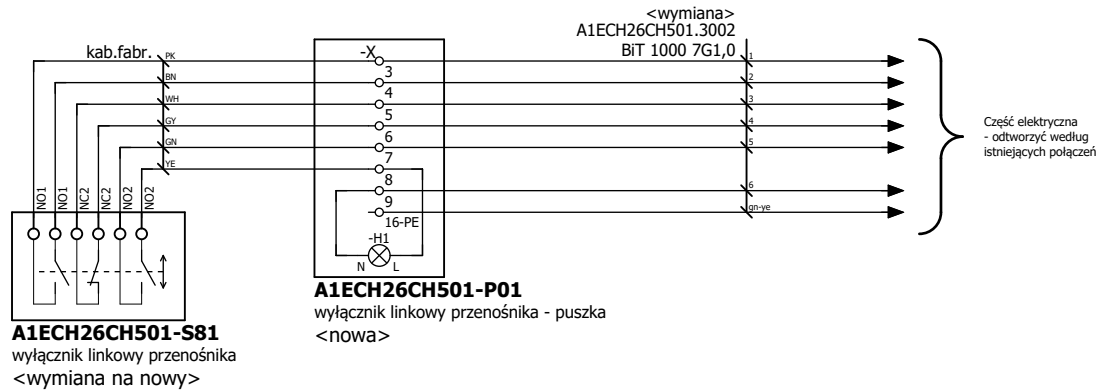 <wymiana>
A1ECH26CH501.3002
BiT 1000 7G1,0
kab.fabr.
-X
PK
1
3
BN
2
4
WH
3
5
GY
4
6
GN
5
7
YE
8
6
9
gn-ye
16-PE
-H1
N
L
Część elektryczna
- odtworzyć według
istniejących połączeń
NO1
NO1
NC2
NC2
NO2
NO2
A1ECH26CH501-P01
wyłącznik linkowy przenośnika - puszka
<nowa>
A1ECH26CH501-S81
wyłącznik linkowy przenośnika
<wymiana na nowy>